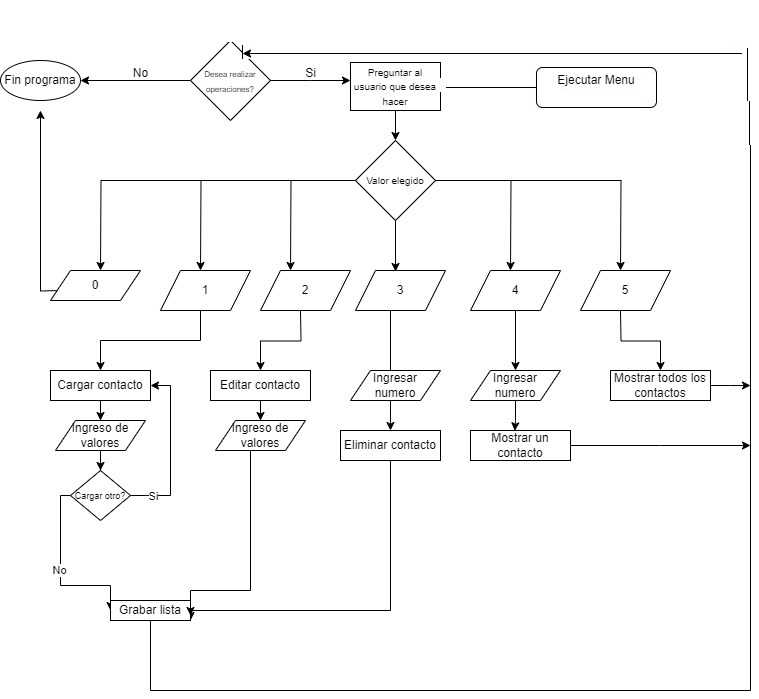 Fin programa
No
Desea realizar
operaciones?
Si
Preguntar al
usuario que desea
hacer
Ejecutar Menu
Valor elegido
0
1
2
3
4
5
Cargar contacto
Editar contacto
Ingresar
numero
Ingresar
numero
Mostrar todos los
contactos
Ingreso de
valores
Ingreso de
valores
Eliminar contacto
Mostrar un
contacto
Cargar otro?
Si
No
Grabar lista